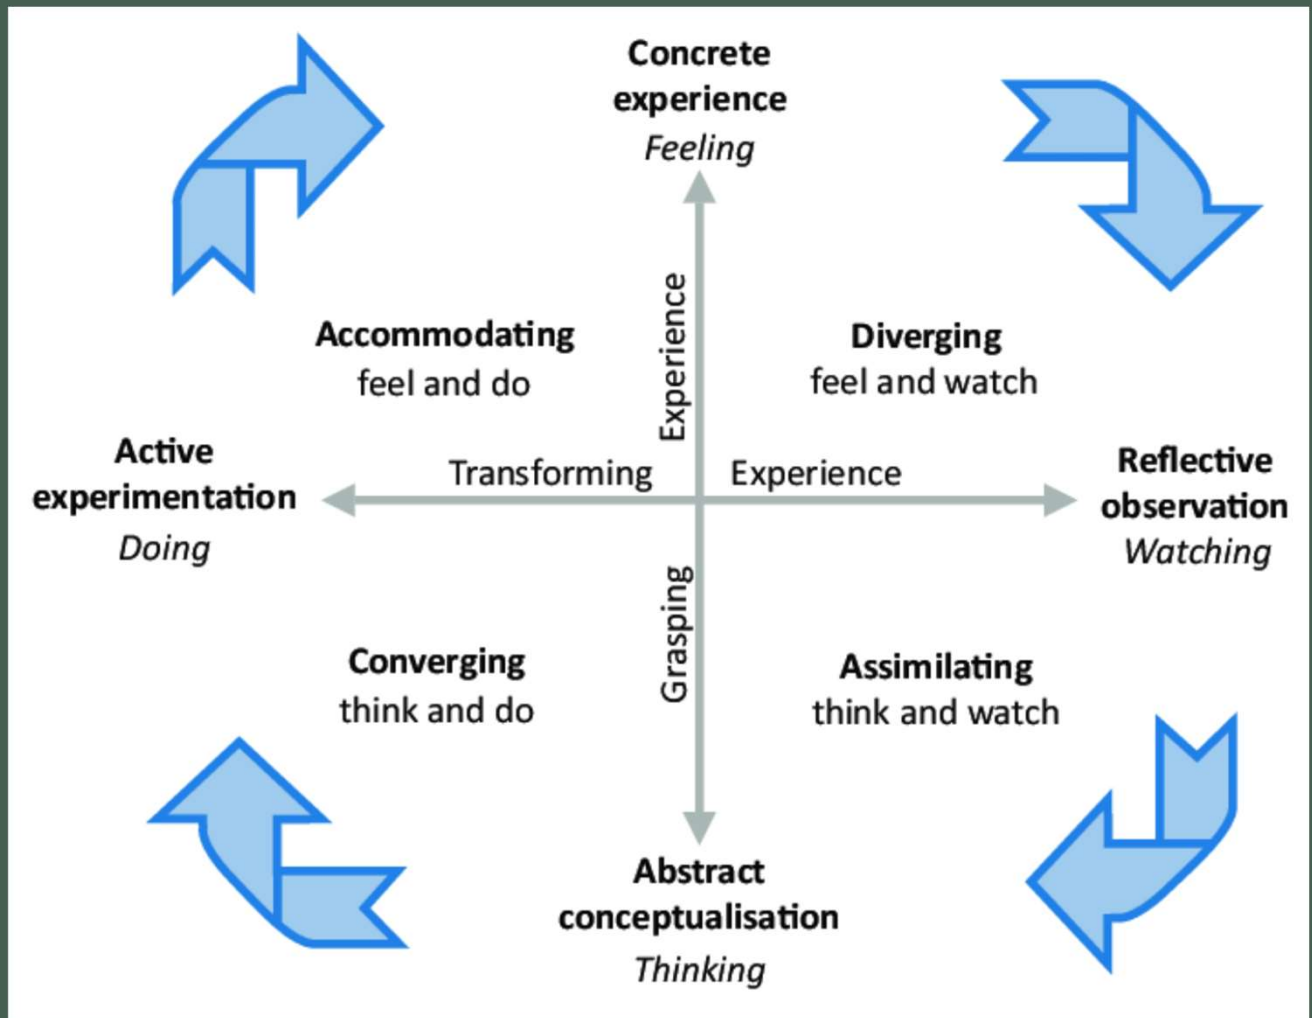 Concrete
experience
Feeling
Experience
Accommodating
feel and do
Diverging
feel and watch
Active
experimentation
Doing
Transforming
Experience
Reflective
observation
Watching
Grasping
Converging
think and do
Assimilating
think and watch
Abstract
conceptualisation
Thinking